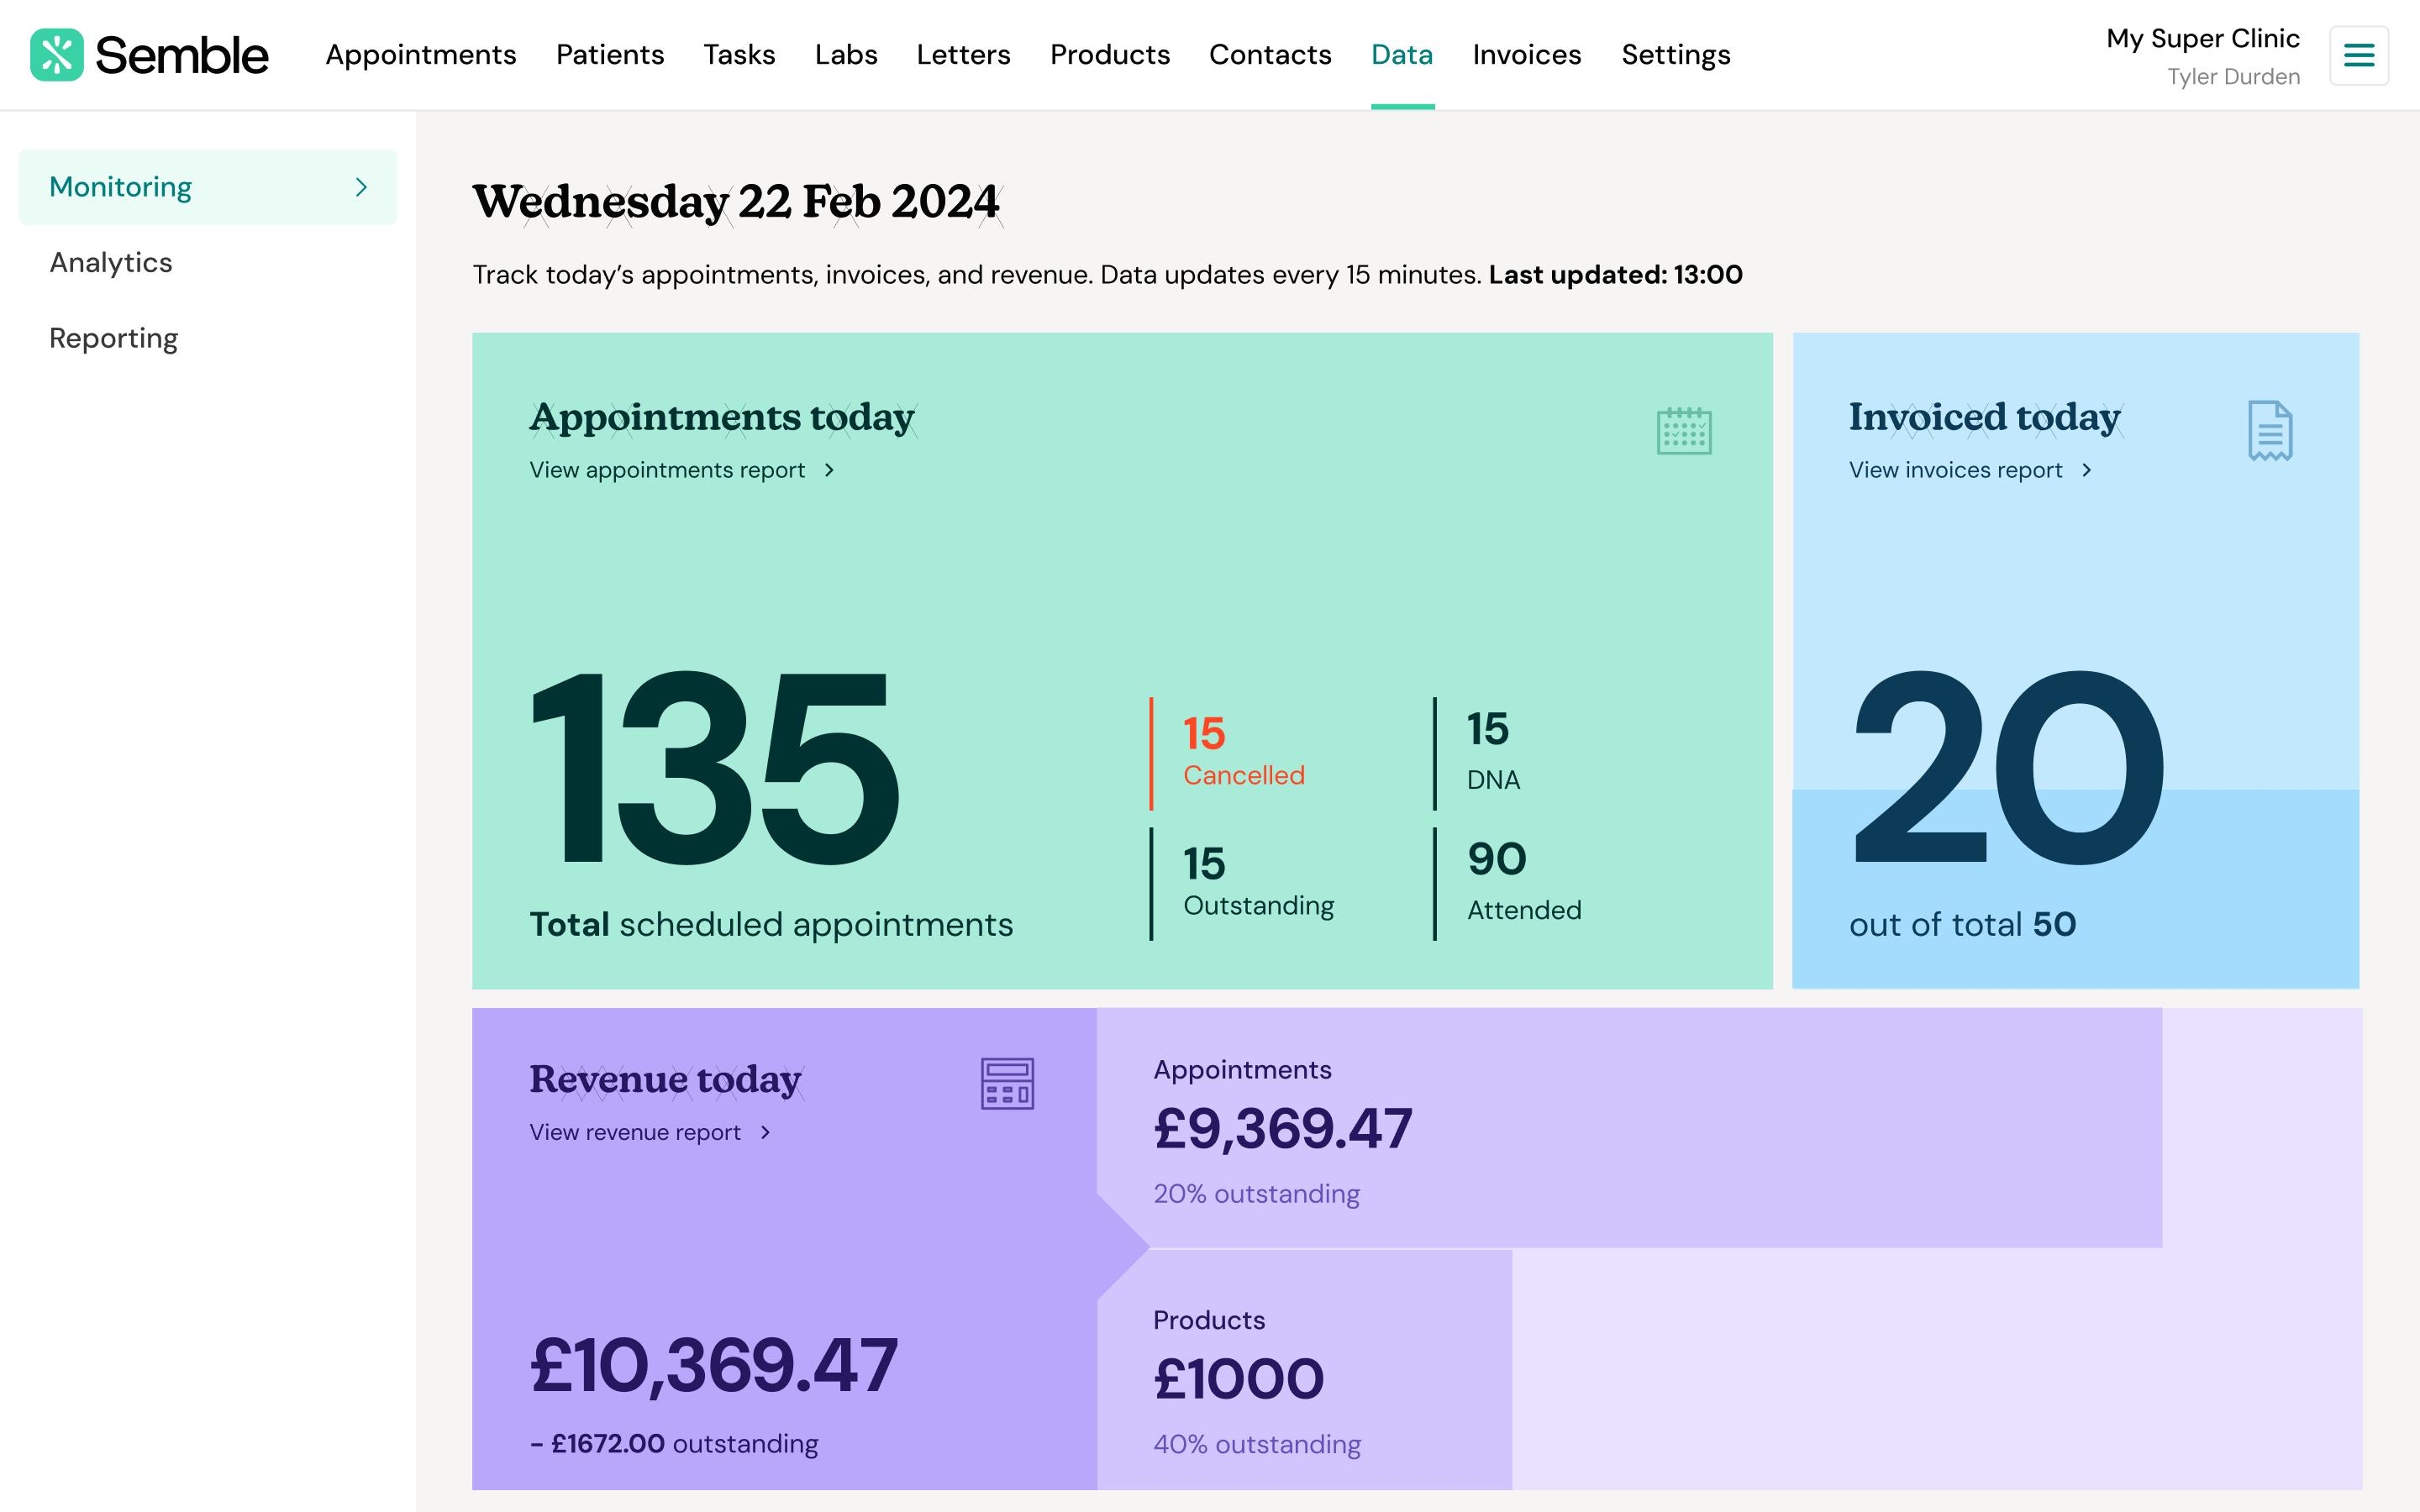 Semble
Appointments Patients Tasks Labs Letters Products Contacts Data Invoices Settings
My Super Clinic
Tyler Durden
Monitoring
Analytics
Reporting
Wednesday 22 Feb 2024
Track today’s appointments, invoices, and revenue. Data updates every 15 minutes. Last updated: 13:00
Appointments today
View appointments report
135
Total scheduled appointments
15
Cancelled
15
DNA
15
Outstanding
90
Attended
Invoiced today
View invoices report
20
out of total 50
Revenue today
View revenue report
£10,369.47
- £1672.00 outstanding
Appointments
£9,369.47
20% outstanding
Products
£1000
40% outstanding